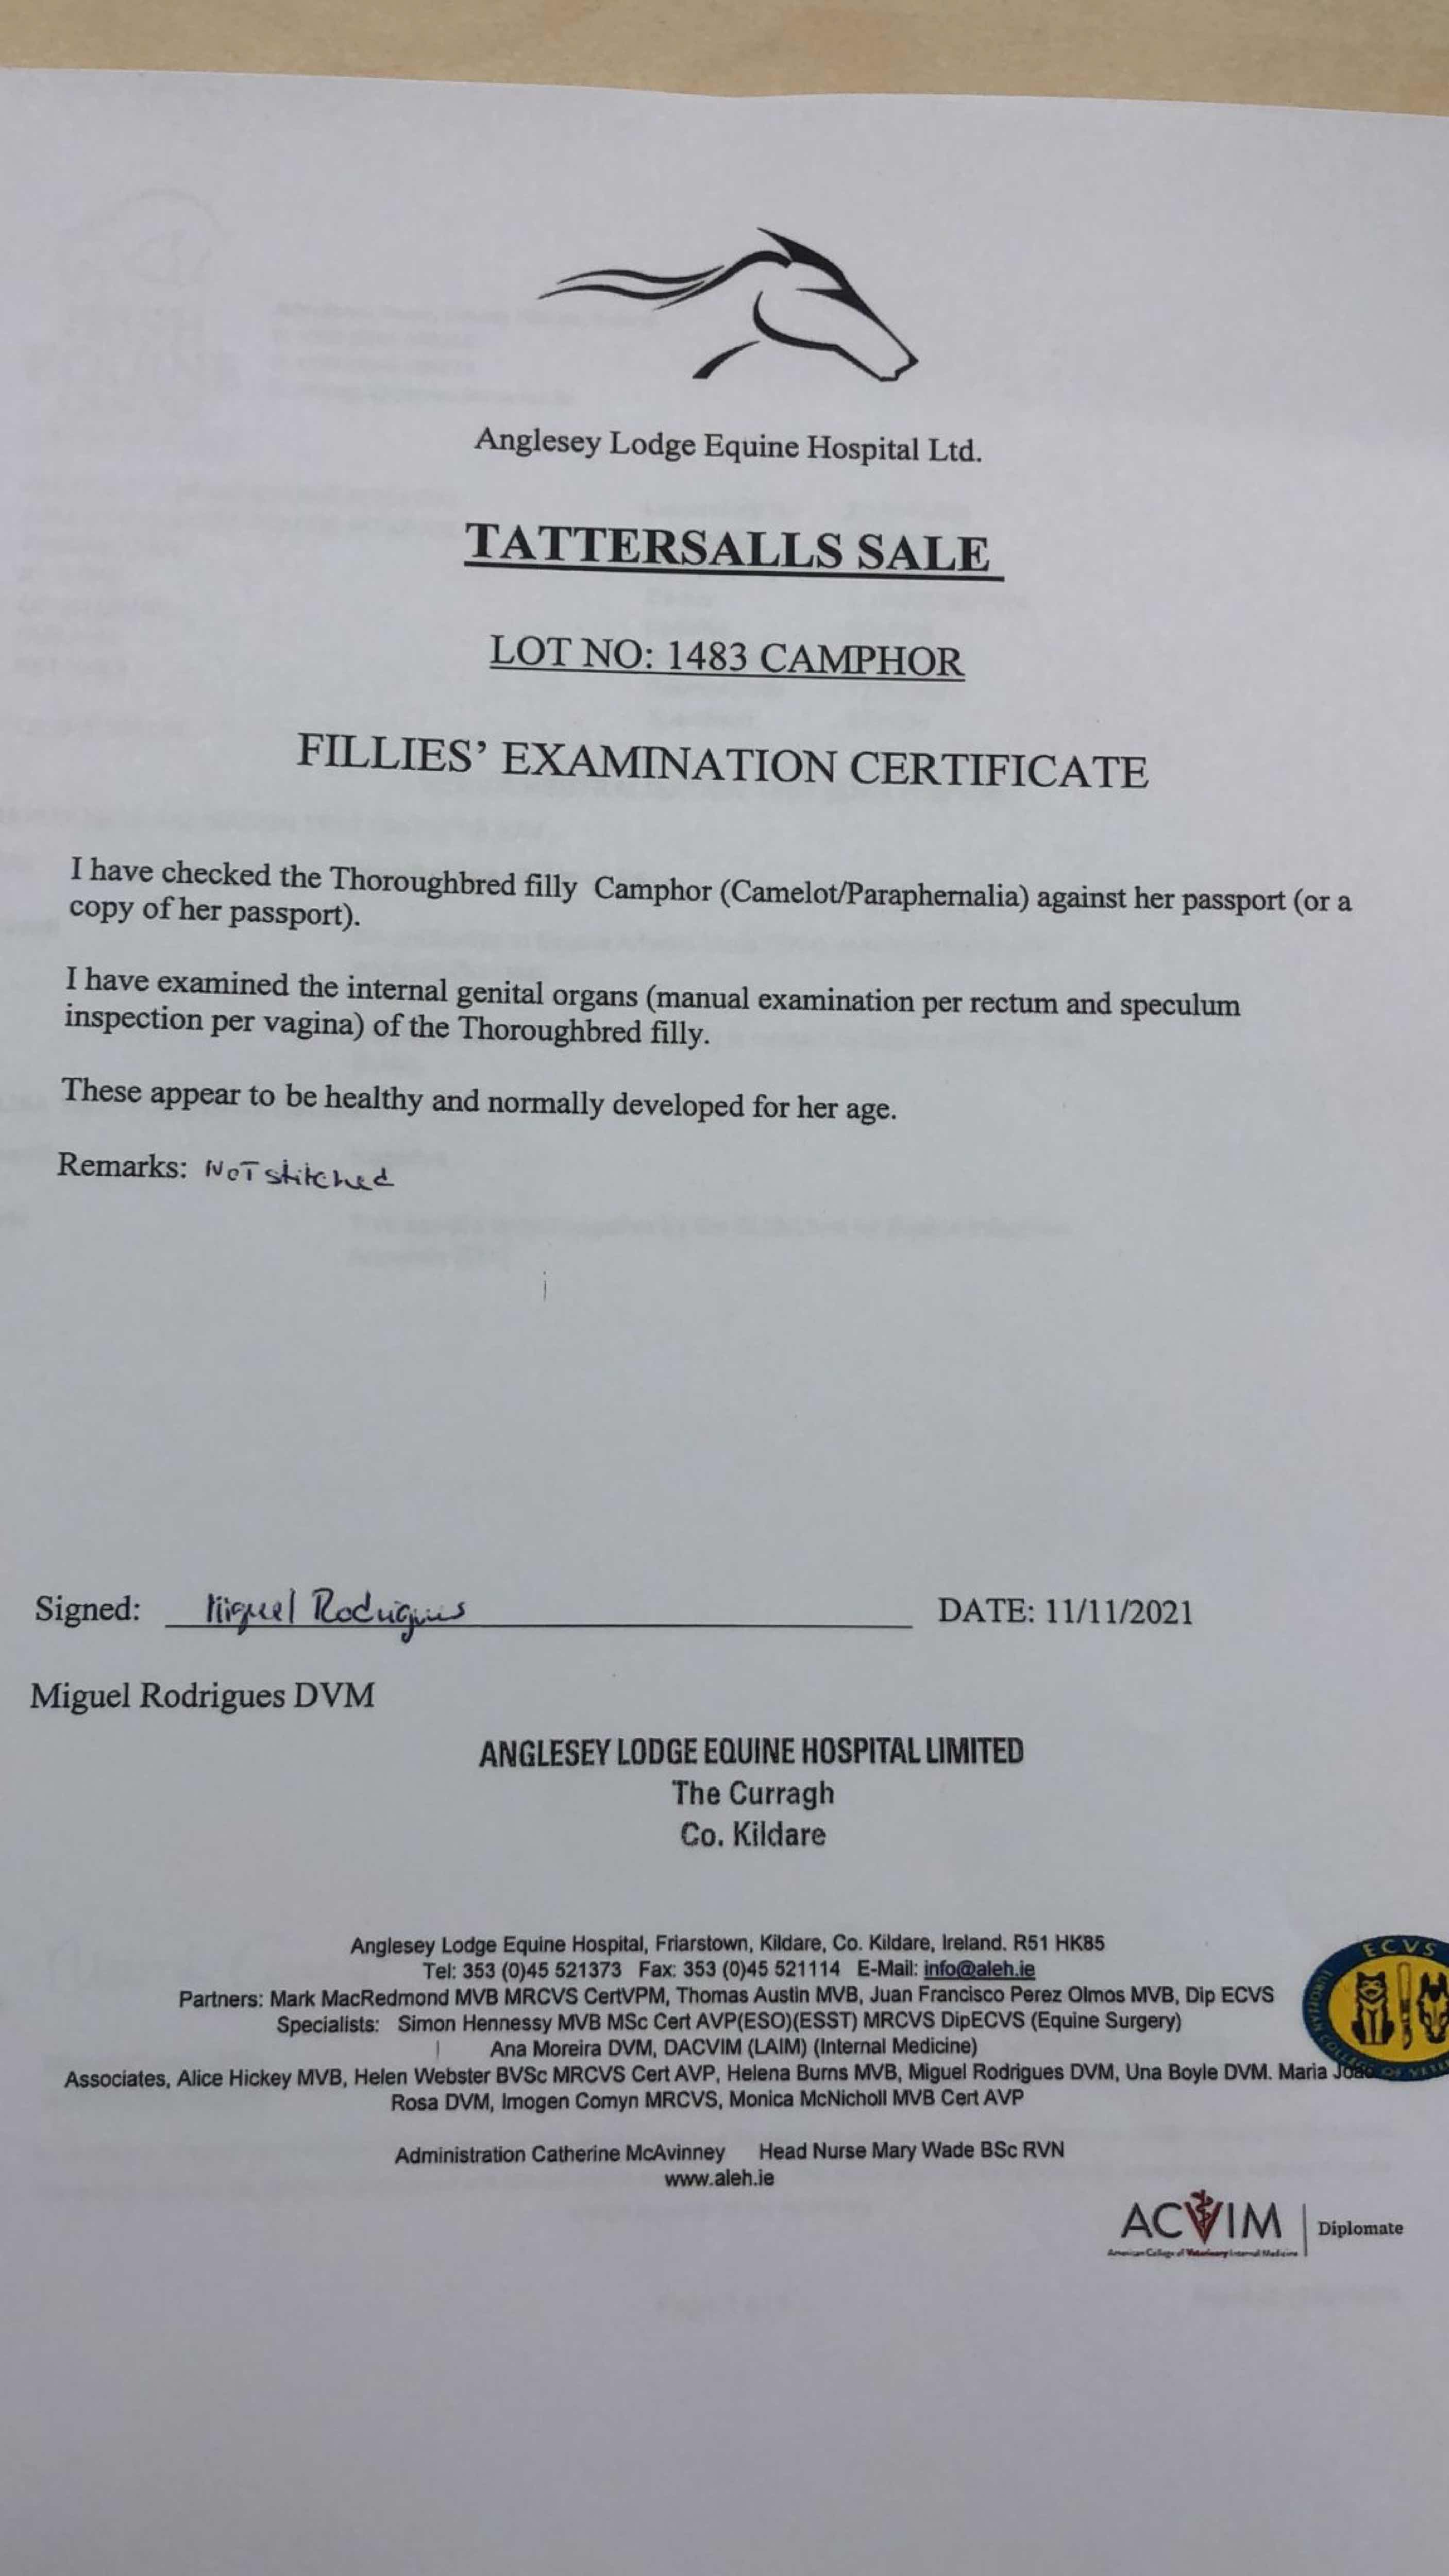 Anglesey Lodge Equine Hospital Ltd.
TATTERSALLS SALE
LOT NO: 1483 CAMPHOR
FILLIES’ EXAMINATION CERTIFICATE
I have checked the Thoroughbred filly Camphor (Camelot/Paraphernalia) against her passport (or a
copy of her passport).
I have examined the internal genital organs (manual examination per rectum and speculum
inspection per vagina) of the Thoroughbred filly.
These appear to be healthy and normally developed for her age.
Remarks: NOT stitched
Signed: Miguel Rodrigues DATE: 11/11/2021
Miguel Rodrigues DVM
ANGLESEY LODGE EQUINE HOSPITAL LIMITED
The Curragh
Co. Kildare
Anglesey Lodge Equine Hospital, Friarstown, Kildare, Co. Kildare, Ireland. R51 HK85
Tel: 353 (0)45 521373 Fax: 353 (0)45 521114 E-Mail: info@aleh.ie
Partners: Mark MacRedmond MVB MRCVS CertVPM, Thomas Austin MVB, Juan Francisco Perez Olmos MVB, Dip ECVS
Specialists: Simon Hennessy MVB MSc Cert AVP(ESO)(ESST) MRCVS DipECVS (Equine Surgery)
Ana Moreira DVM, DACVIM (LAIM) (Internal Medicine)
Associates, Alice Hickey MVB, Helen Webster BVSc MRCVS Cert AVP, Helena Burns MVB, Miguel Rodrigues DVM, Una Boyle DVM. Maria João
Rosa DVM, Imogen Comyn MRCVS, Monica McNicholl MVB Cert AVP
Administration Catherine McAvinney Head Nurse Mary Wade BSc RVN
www.aleh.ie
ECVS
ACVIM Diplomate
American College of Veterinary Internal Medicine